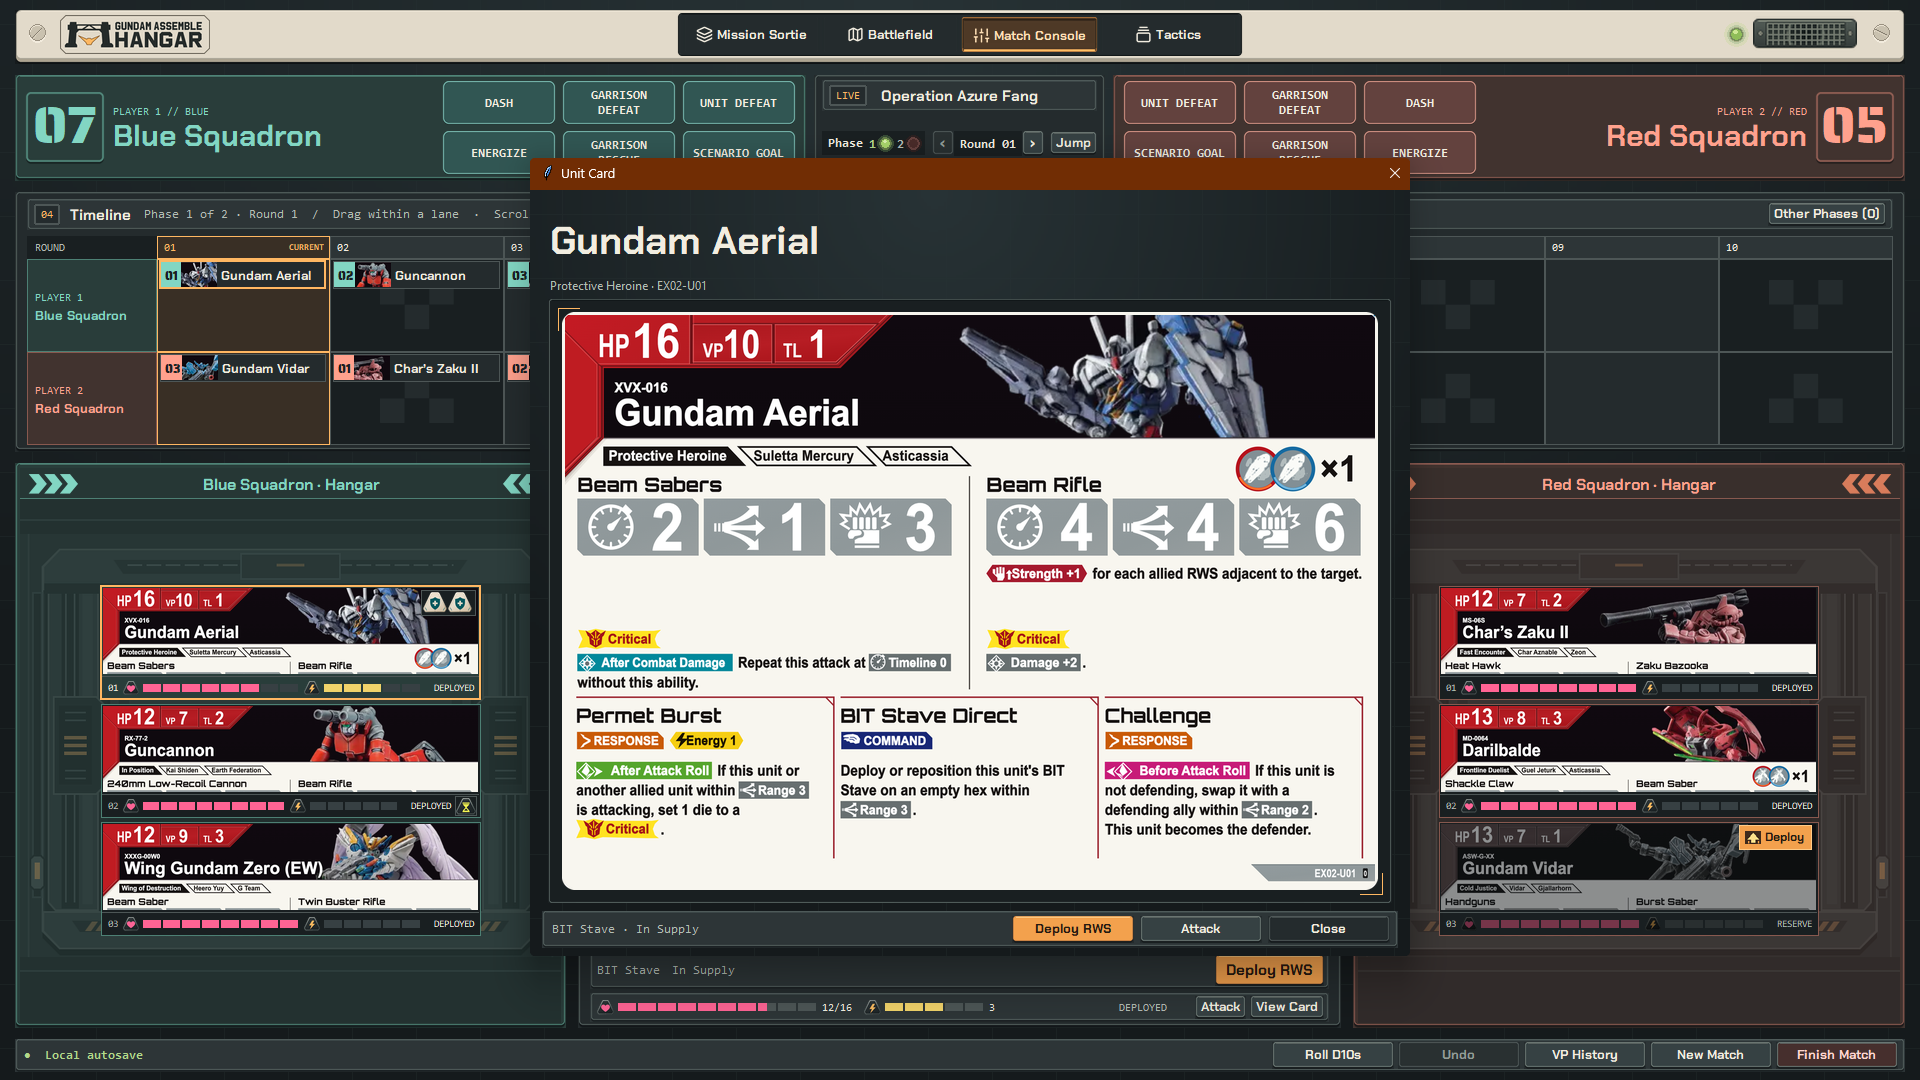 GUNDAM ASSEMBLE
HANGAR
Mission Sortie
Battlefield
Match Console
Tactics
07
PLAYER 1 // BLUE
Blue Squadron
DASH
GARRISON DEFEAT
UNIT DEFEAT
ENERGIZE
GARRISON
SCENARIO GOAL
LIVE
Operation Azure Fang
Phase 1 2
‹ Round 01 ›
Jump
UNIT DEFEAT
GARRISON DEFEAT
DASH
SCENARIO GOAL
GARRISON
ENERGIZE
PLAYER 2 // RED
Red Squadron
05
04 Timeline Phase 1 of 2 · Round 1 / Drag within a lane · Scrol
Other Phases (0)
ROUND
01 CURRENT
02
03
09
10
PLAYER 1
Blue Squadron
01 Gundam Aerial
02 Guncannon
03
PLAYER 2
Red Squadron
03 Gundam Vidar
01 Char's Zaku II
02
Unit Card
Gundam Aerial
Protective Heroine · EX02-U01
HP 16 VP 10 TL 1
XVX-016
Gundam Aerial
Protective Heroine Suletta Mercury Asticassia
×1
Beam Sabers
2 1 3
Critical
After Combat Damage Repeat this attack at Timeline 0
without this ability.
Beam Rifle
4 4 6
Strength +1 for each allied RWS adjacent to the target.
Critical
Damage +2 .
Permet Burst
RESPONSE Energy 1
After Attack Roll If this unit or
another allied unit within Range 3
is attacking, set 1 die to a
Critical .
BIT Stave Direct
COMMAND
Deploy or reposition this unit's BIT
Stave on an empty hex within
Range 3 .
Challenge
RESPONSE
Before Attack Roll If this unit is
not defending, swap it with a
defending ally within Range 2 .
This unit becomes the defender.
EX02-U01
BIT Stave · In Supply
Deploy RWS
Attack
Close
Blue Squadron · Hangar
HP 16 VP 10 TL 1
XVX-016
Gundam Aerial
Protective Heroine Suletta Mercury Asticassia
×1
Beam Sabers Beam Rifle
01 DEPLOYED
HP 12 VP 7 TL 2
RX-77-2
Guncannon
In Position Kai Shiden Earth Federation
240mm Low-Recoil Cannon Beam Rifle
02 DEPLOYED
HP 12 VP 9 TL 3
XXXG-00W0
Wing Gundam Zero (EW)
Wing of Destruction Heero Yuy G Team
Beam Saber Twin Buster Rifle
03 DEPLOYED
BIT Stave In Supply
Deploy RWS
12/16
3
DEPLOYED
Attack
View Card
Red Squadron · Hangar
HP 12 VP 7 TL 2
MS-06S
Char's Zaku II
Fast Encounter Char Aznable Zeon
Heat Hawk Zaku Bazooka
01 DEPLOYED
HP 13 VP 8 TL 3
MD-0064
Darilbalde
Frontline Duelist Guel Jeturk Asticassia
×1
Shackle Claw Beam Saber
02 DEPLOYED
HP 13 VP 7 TL 1
Deploy
ASW-G-XX
Gundam Vidar
Cold Justice Vidar Gjallarhorn
Handguns Burst Saber
03 RESERVE
Local autosave
Roll D10s
Undo
VP History
New Match
Finish Match